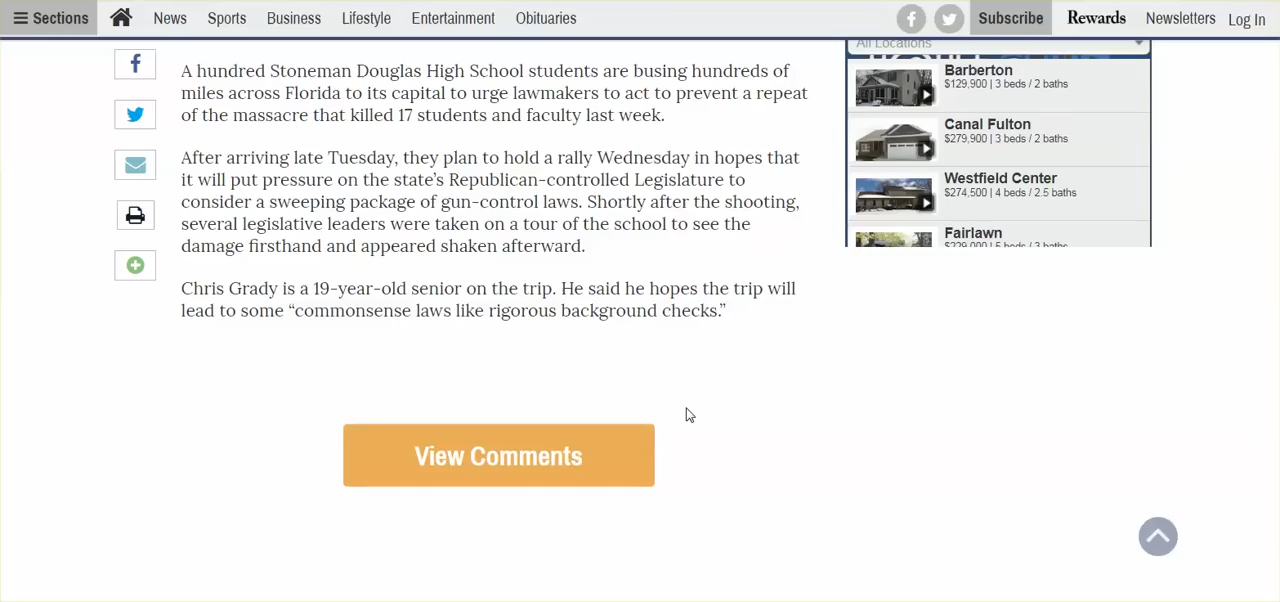 Sections News Sports Business Lifestyle Entertainment Obituaries Subscribe Rewards Newsletters Log In
A hundred Stoneman Douglas High School students are busing hundreds of
miles across Florida to its capital to urge lawmakers to act to prevent a repeat
of the massacre that killed 17 students and faculty last week.
After arriving late Tuesday, they plan to hold a rally Wednesday in hopes that
it will put pressure on the state’s Republican-controlled Legislature to
consider a sweeping package of gun-control laws. Shortly after the shooting,
several legislative leaders were taken on a tour of the school to see the
damage firsthand and appeared shaken afterward.
Chris Grady is a 19-year-old senior on the trip. He said he hopes the trip will
lead to some “commonsense laws like rigorous background checks.”
View Comments
All Locations
Barberton
$129,900 | 3 beds / 2 baths
Canal Fulton
$279,900 | 3 beds / 2 baths
Westfield Center
$274,500 | 4 beds / 2.5 baths
Fairlawn
$229,000 | 5 beds / 3 baths